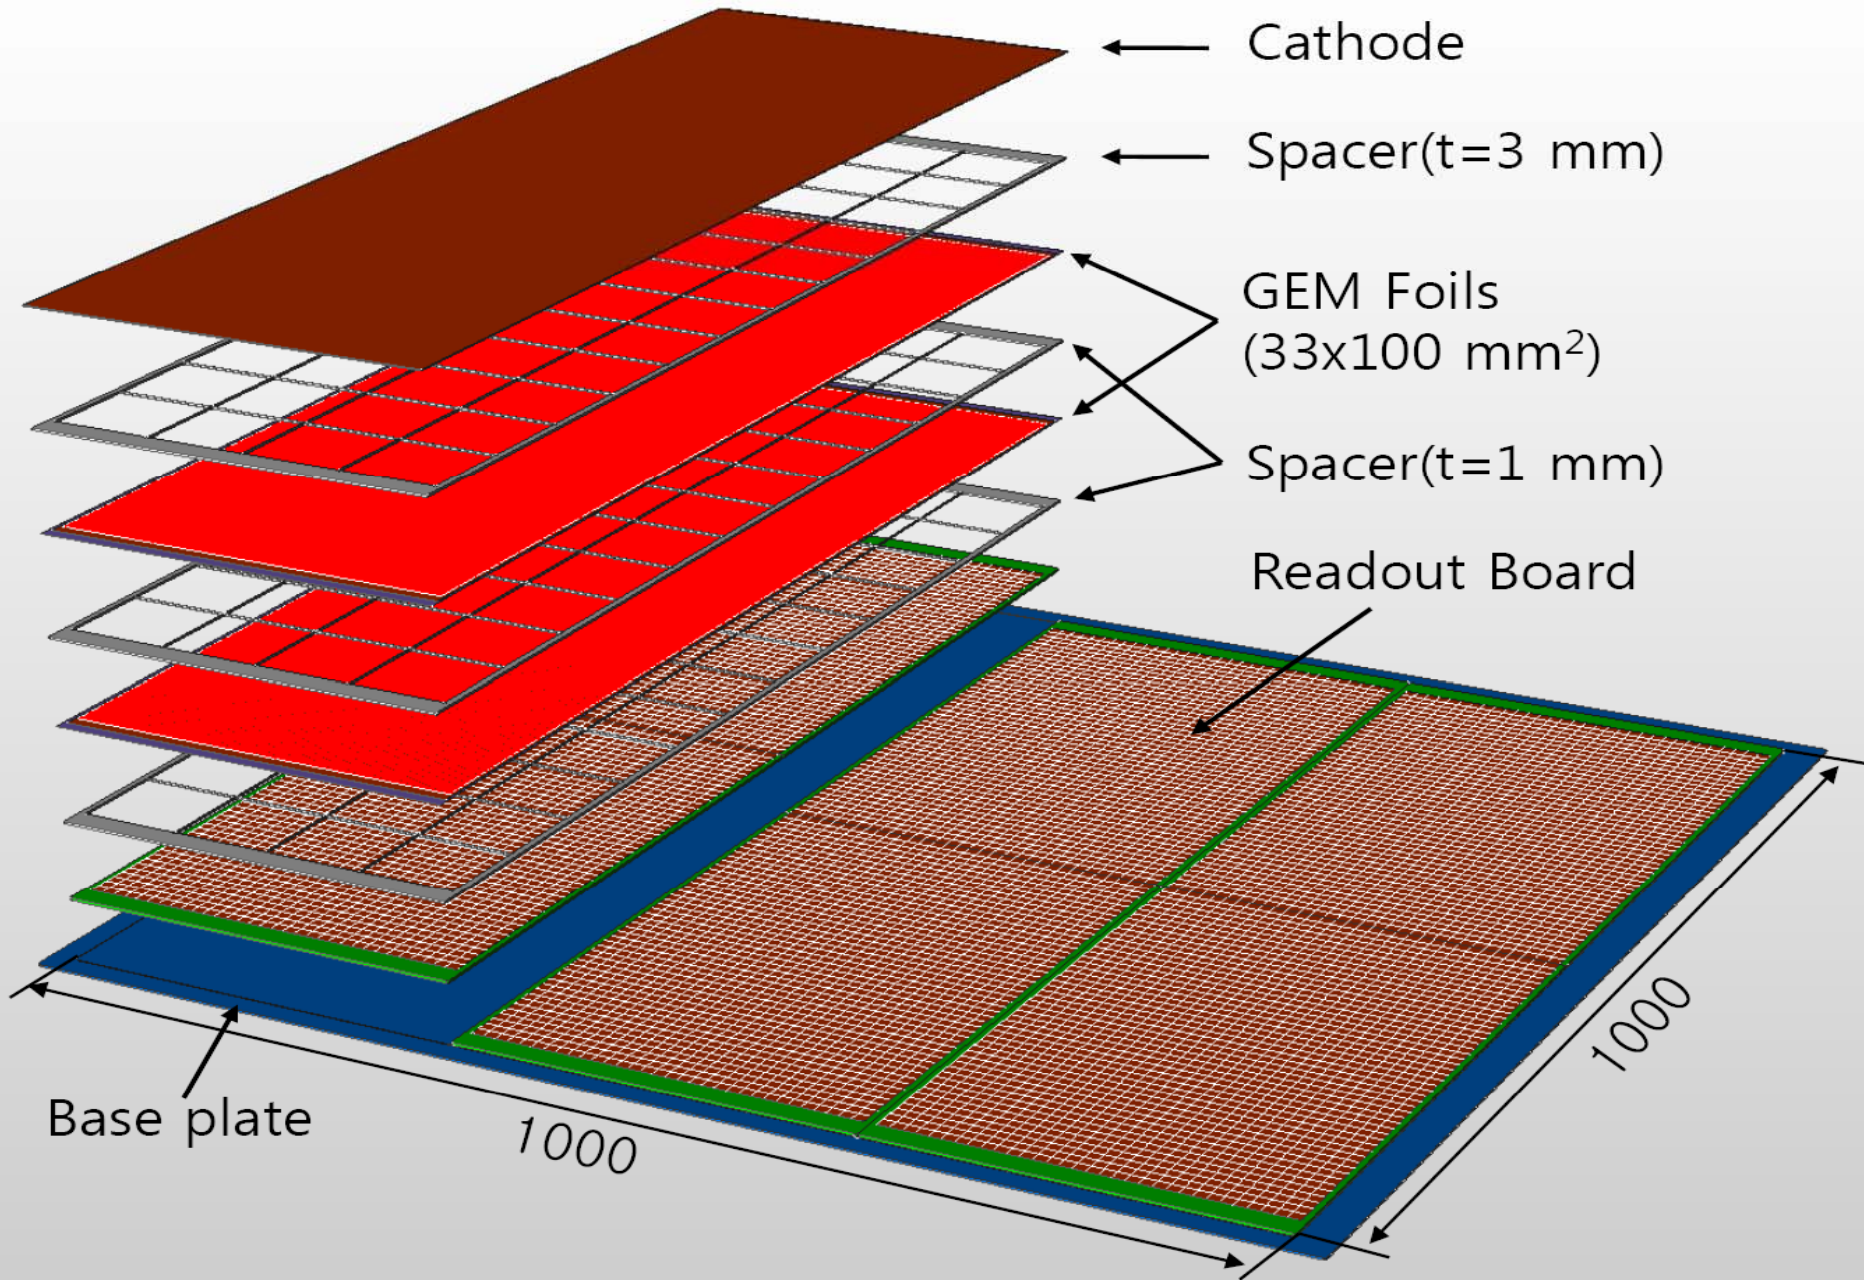 Cathode
Spacer(t=3 mm)
GEM Foils
(33x100 mm²)
Spacer(t=1 mm)
Readout Board
Base plate
1000
1000